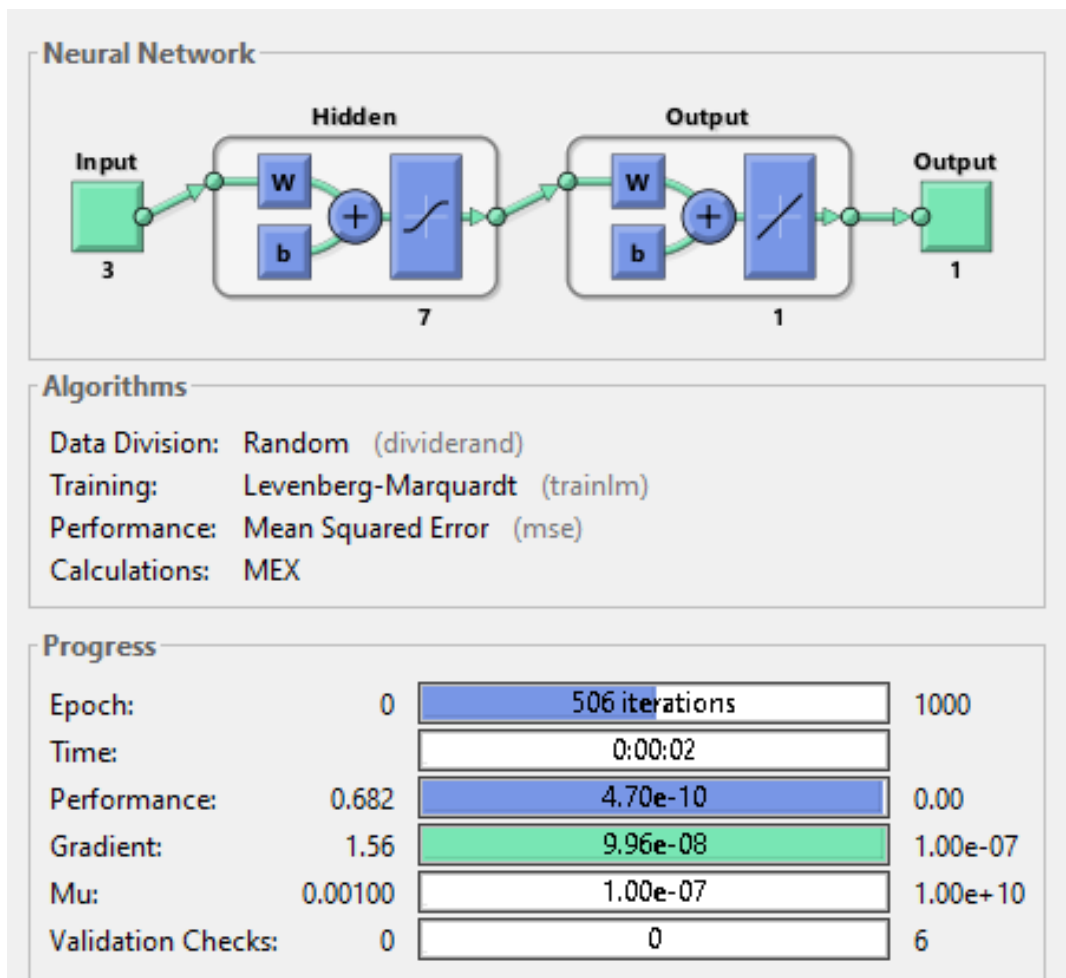 Neural Network
Hidden
Output
Input
Output
W
W
+
+
b
b
3
1
7
1
Algorithms
Data Division: Random (dividerand)
Training: Levenberg-Marquardt (trainlm)
Performance: Mean Squared Error (mse)
Calculations: MEX
Progress
Epoch: 0 506 iterations 1000
Time: 0:00:02
Performance: 0.682 4.70e-10 0.00
Gradient: 1.56 9.96e-08 1.00e-07
Mu: 0.00100 1.00e-07 1.00e+10
Validation Checks: 0 0 6